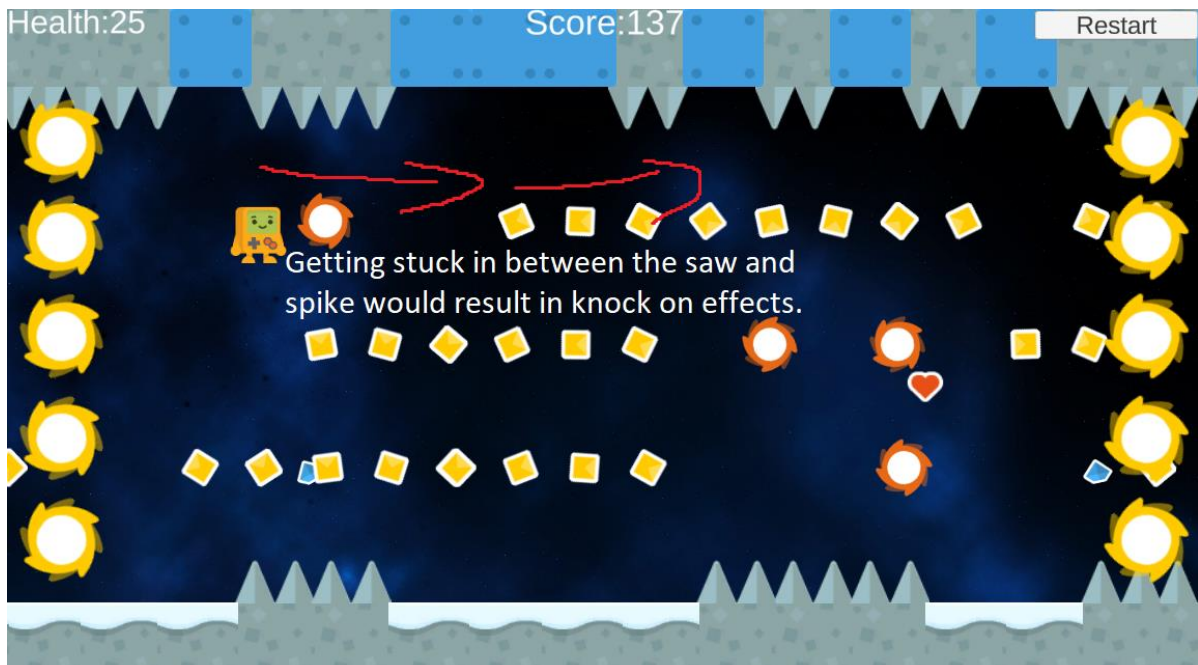 Health:25
Score:137
Restart
Getting stuck in between the saw and
spike would result in knock on effects.